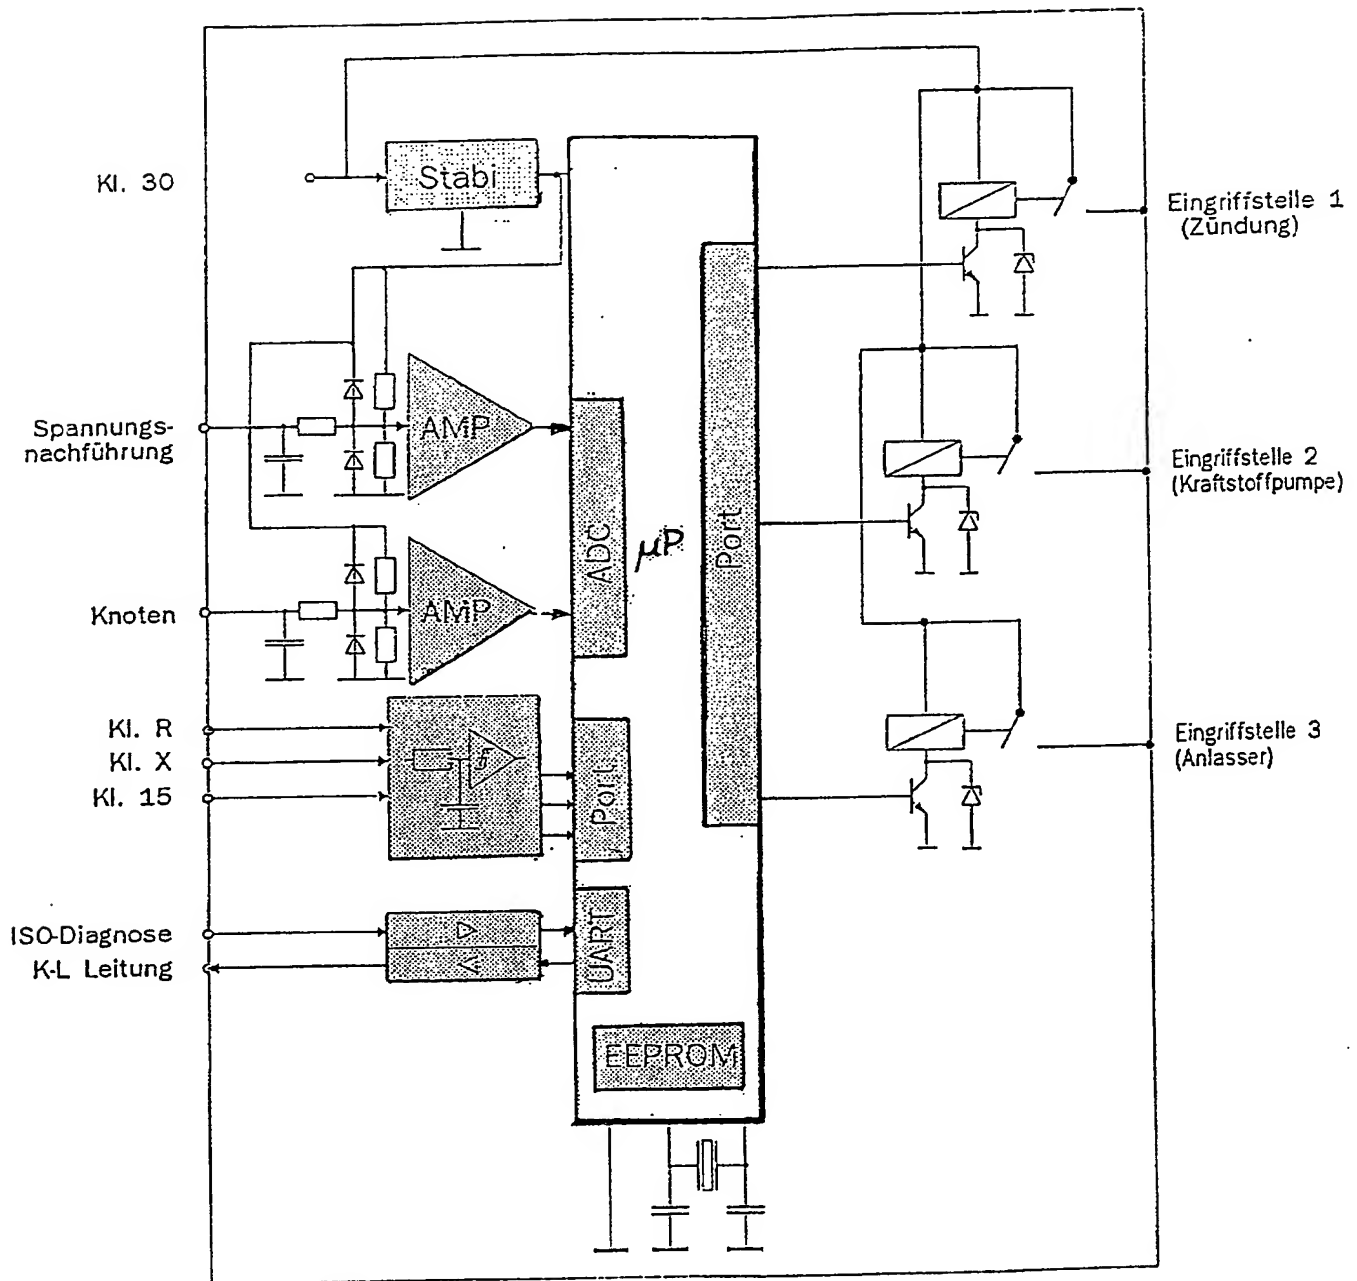 Kl. 30
Stabi
Eingriffstelle 1
(Zündung)
Spannungs-
nachführung
AMP
ADC
µP
Port
Eingriffstelle 2
(Kraftstoffpumpe)
Knoten
AMP
Kl. R
Kl. X
Kl. 15
Port
Eingriffstelle 3
(Anlasser)
ISO-Diagnose
K-L Leitung
UART
EEPROM